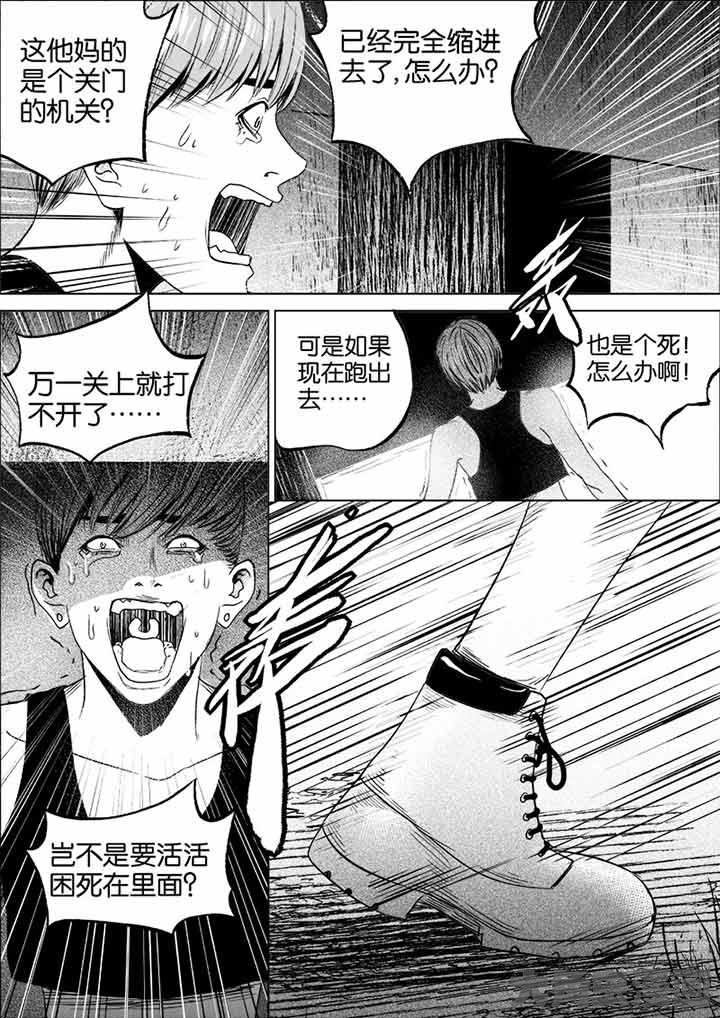 这他妈的
是个关门
的机关？
已经完全缩进
去了，怎么办？
万一关上就打
不开了……
可是如果
现在跑出
去……
也是个死！
怎么办啊！
岂不是要活活
困死在里面？